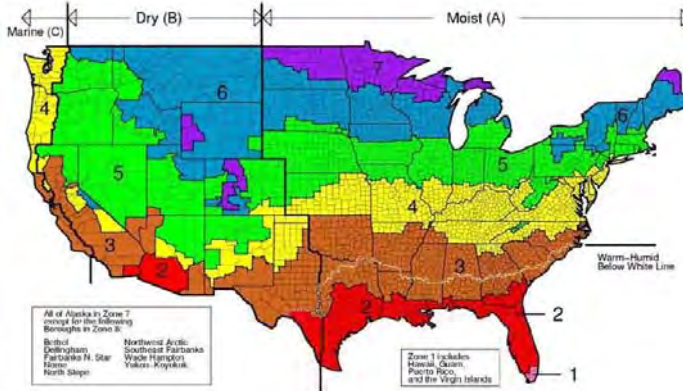 Marine (C)
Dry (B)
Moist (A)
7
6
6
4
5
5
4
3
3
2
2
Warm-Humid
Below White Line
2
1
All of Alaska in Zone 7
except for the following
Boroughs in Zone 8:
Bethel Northwest Arctic
Dellingham Southeast Fairbanks
Fairbanks N. Star Wade Hampton
Nome Yukon-Koyukuk
North Slope
Zone 1 includes
Hawaii, Guam,
Puerto Rico,
and the Virgin Islands